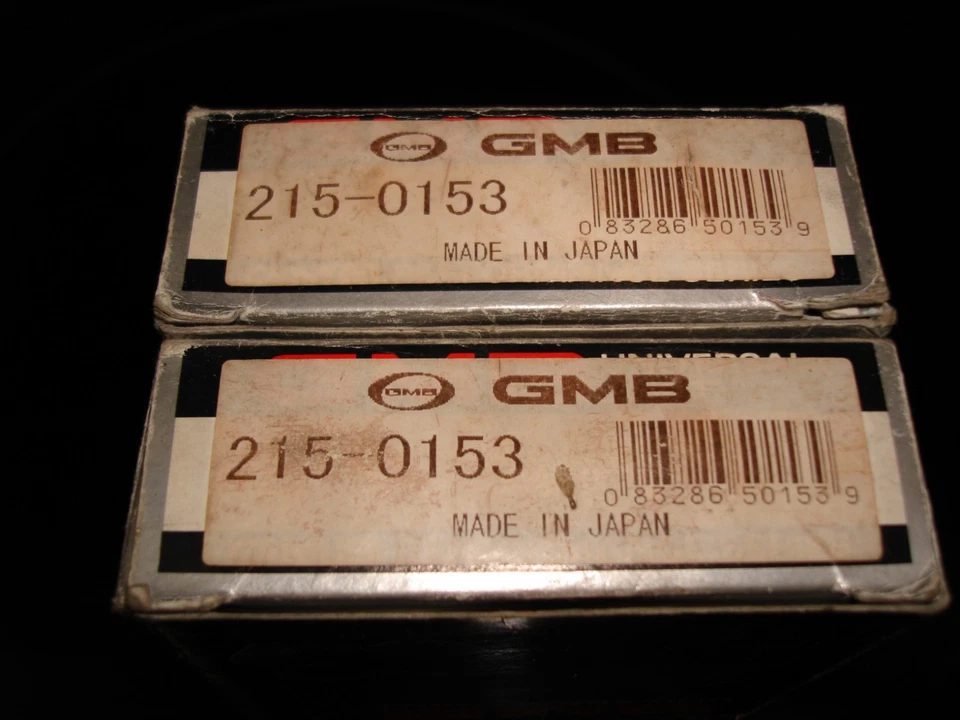 GMB GMB
215-0153
0 83286 50153 9
MADE IN JAPAN
UNIVERSAL
GMB GMB
215-0153
0 83286 50153 9
MADE IN JAPAN